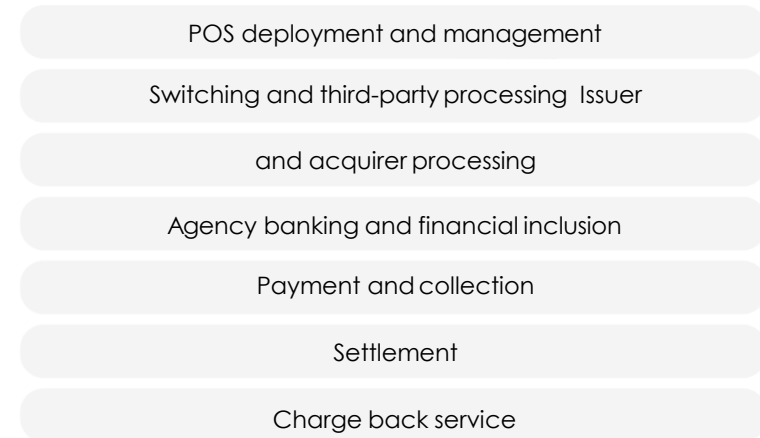 POS deployment and management
Switching and third-party processing Issuer
and acquirer processing
Agency banking and financial inclusion
Payment and collection
Settlement
Charge back service